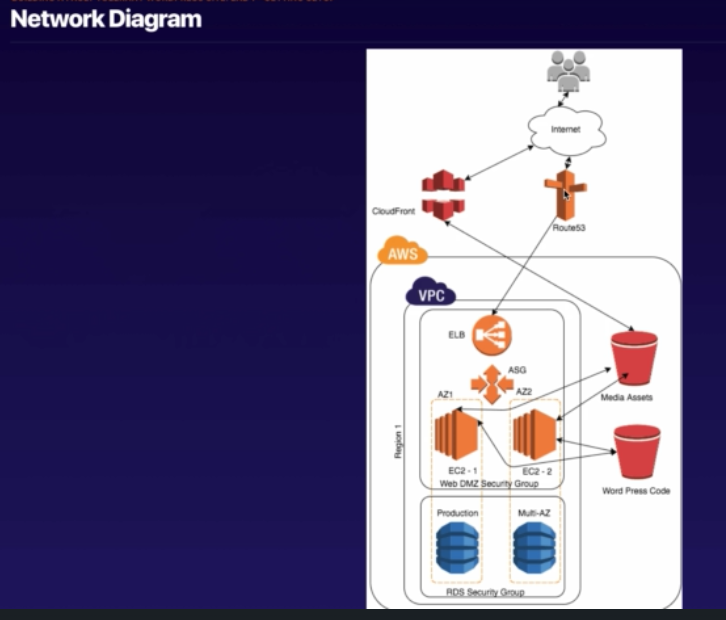 Network Diagram
Internet
CloudFront
Route53
AWS
VPC
ELB
ASG
AZ1
AZ2
Media Assets
Region 1
EC2 - 1
EC2 - 2
Web DMZ Security Group
Word Press Code
Production
Multi-AZ
RDS Security Group